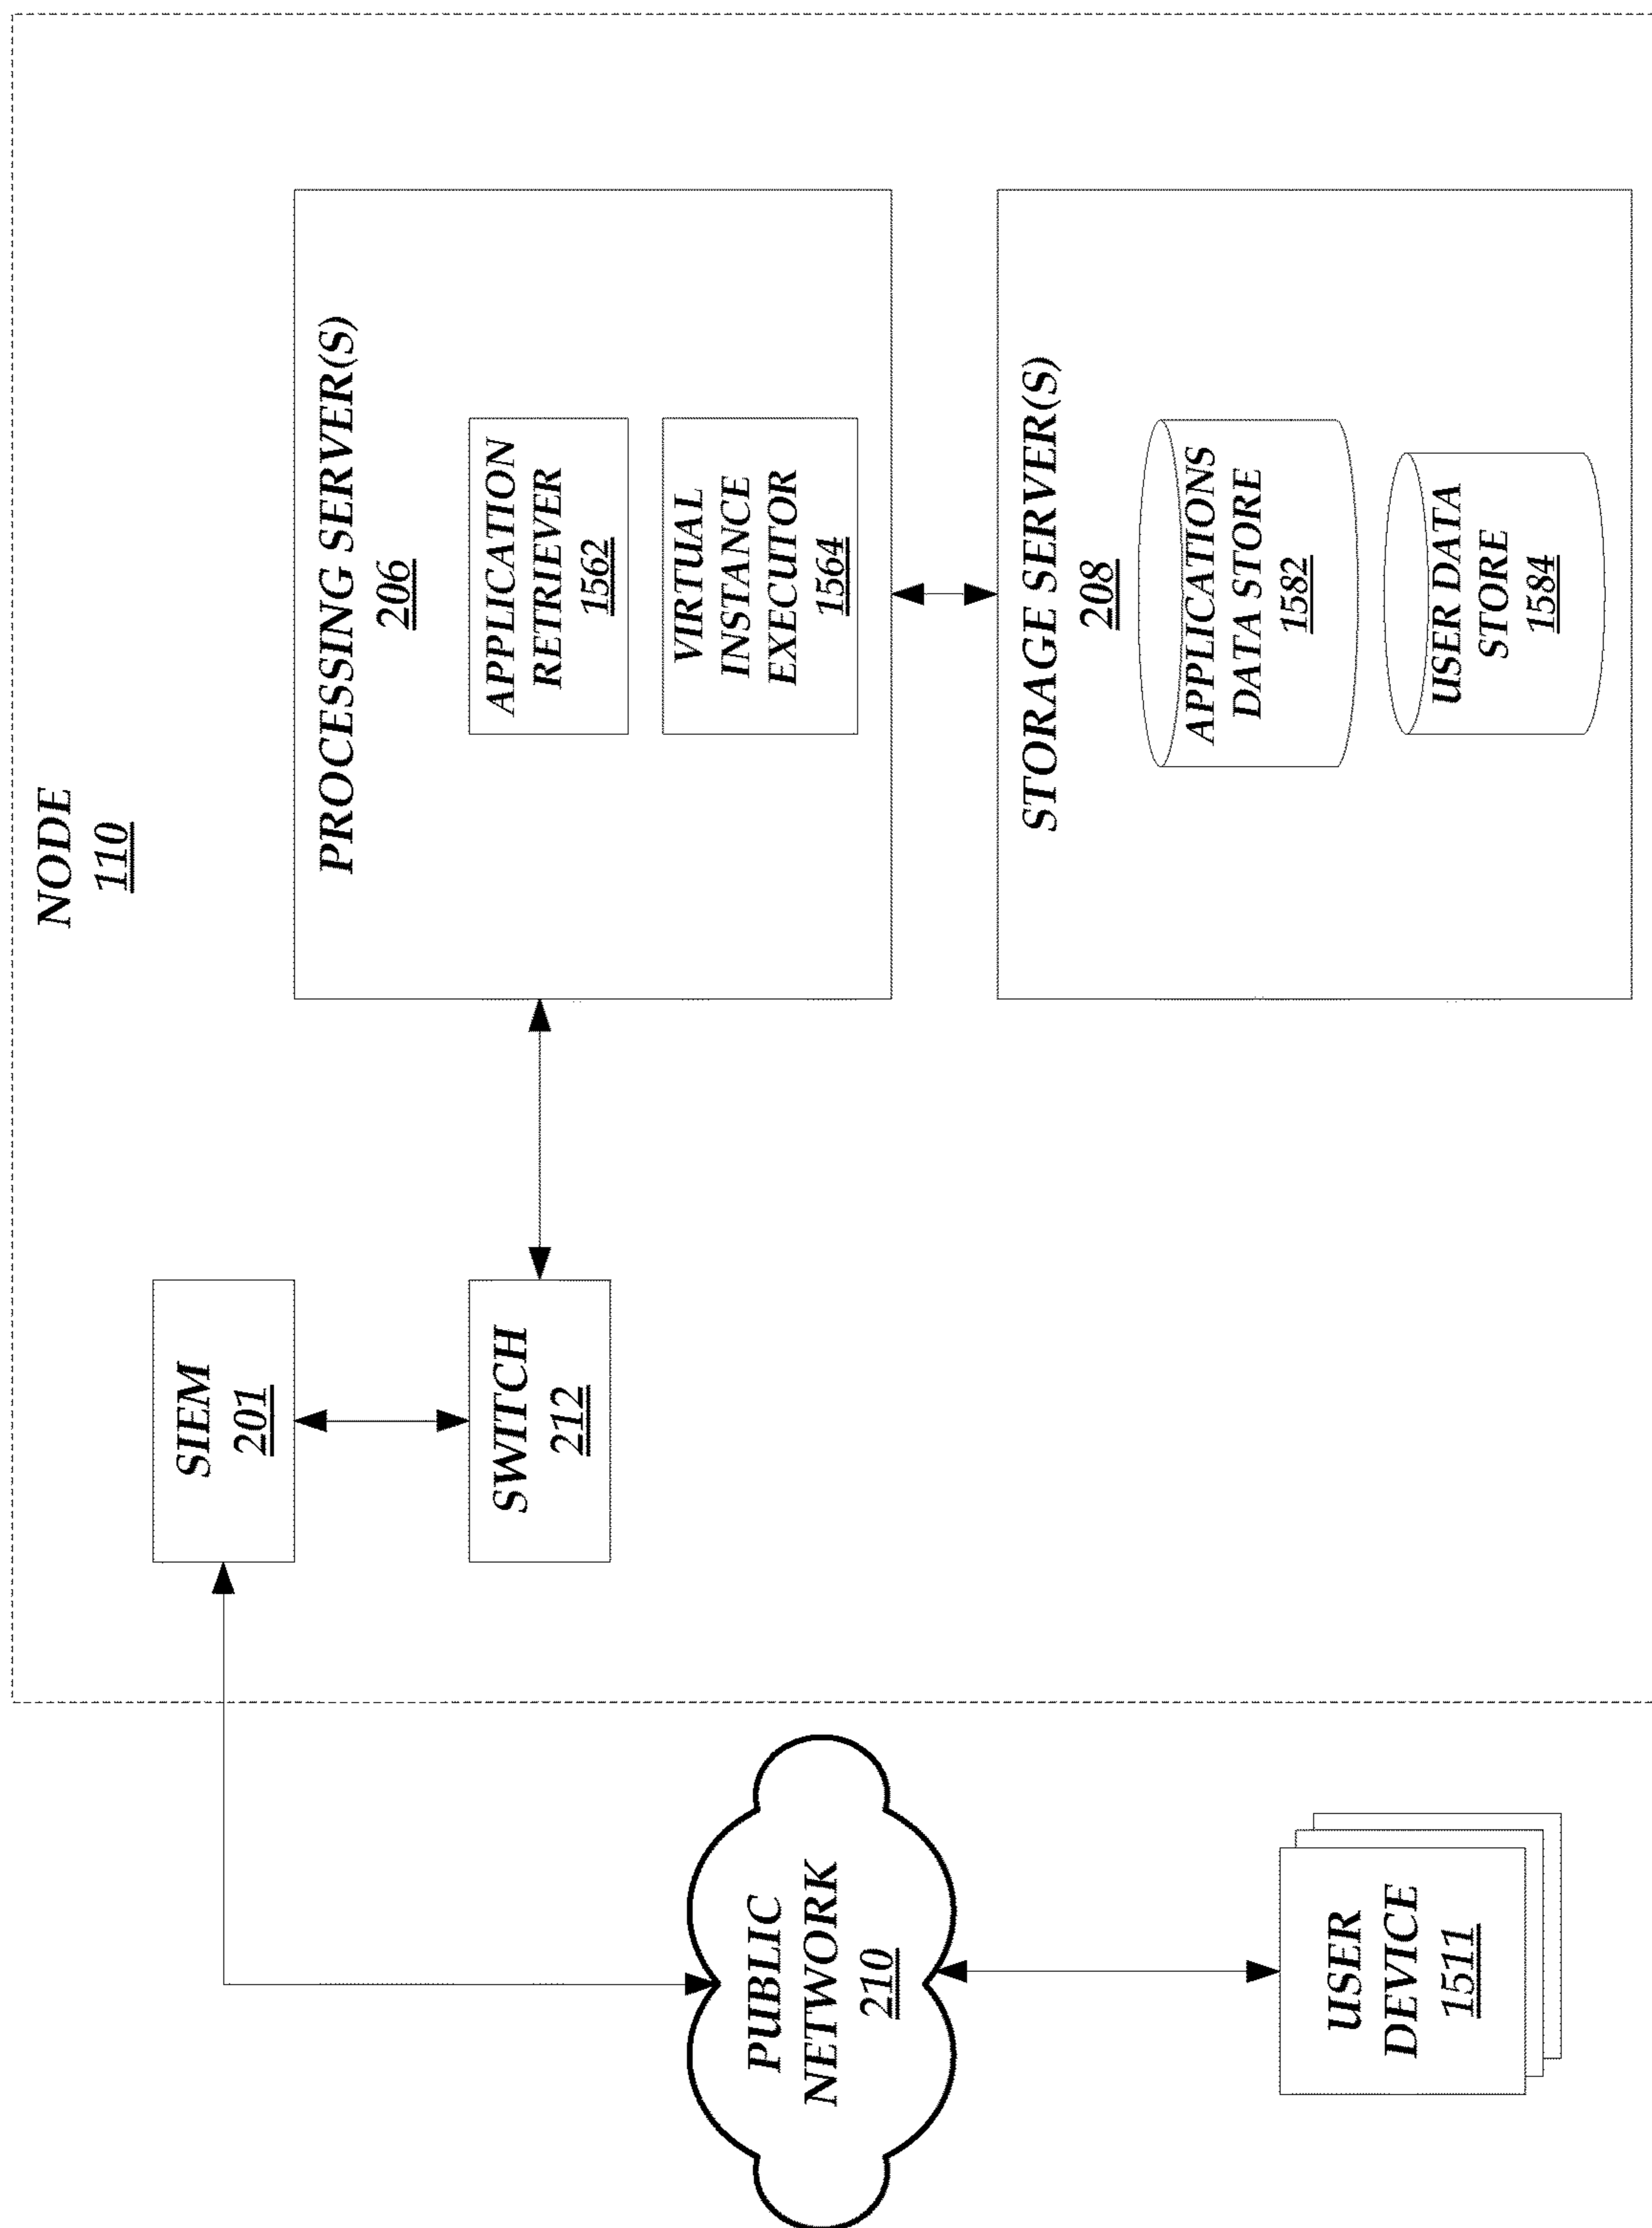 NODE
110
SIEM
201
SWITCH
212
PROCESSING SERVER(S)
206
APPLICATION
RETRIEVER
1562
VIRTUAL
INSTANCE
EXECUTOR
1564
PUBLIC
NETWORK
210
STORAGE SERVER(S)
208
APPLICATIONS
DATA STORE
1582
USER DATA
STORE
1584
USER
DEVICE
1511